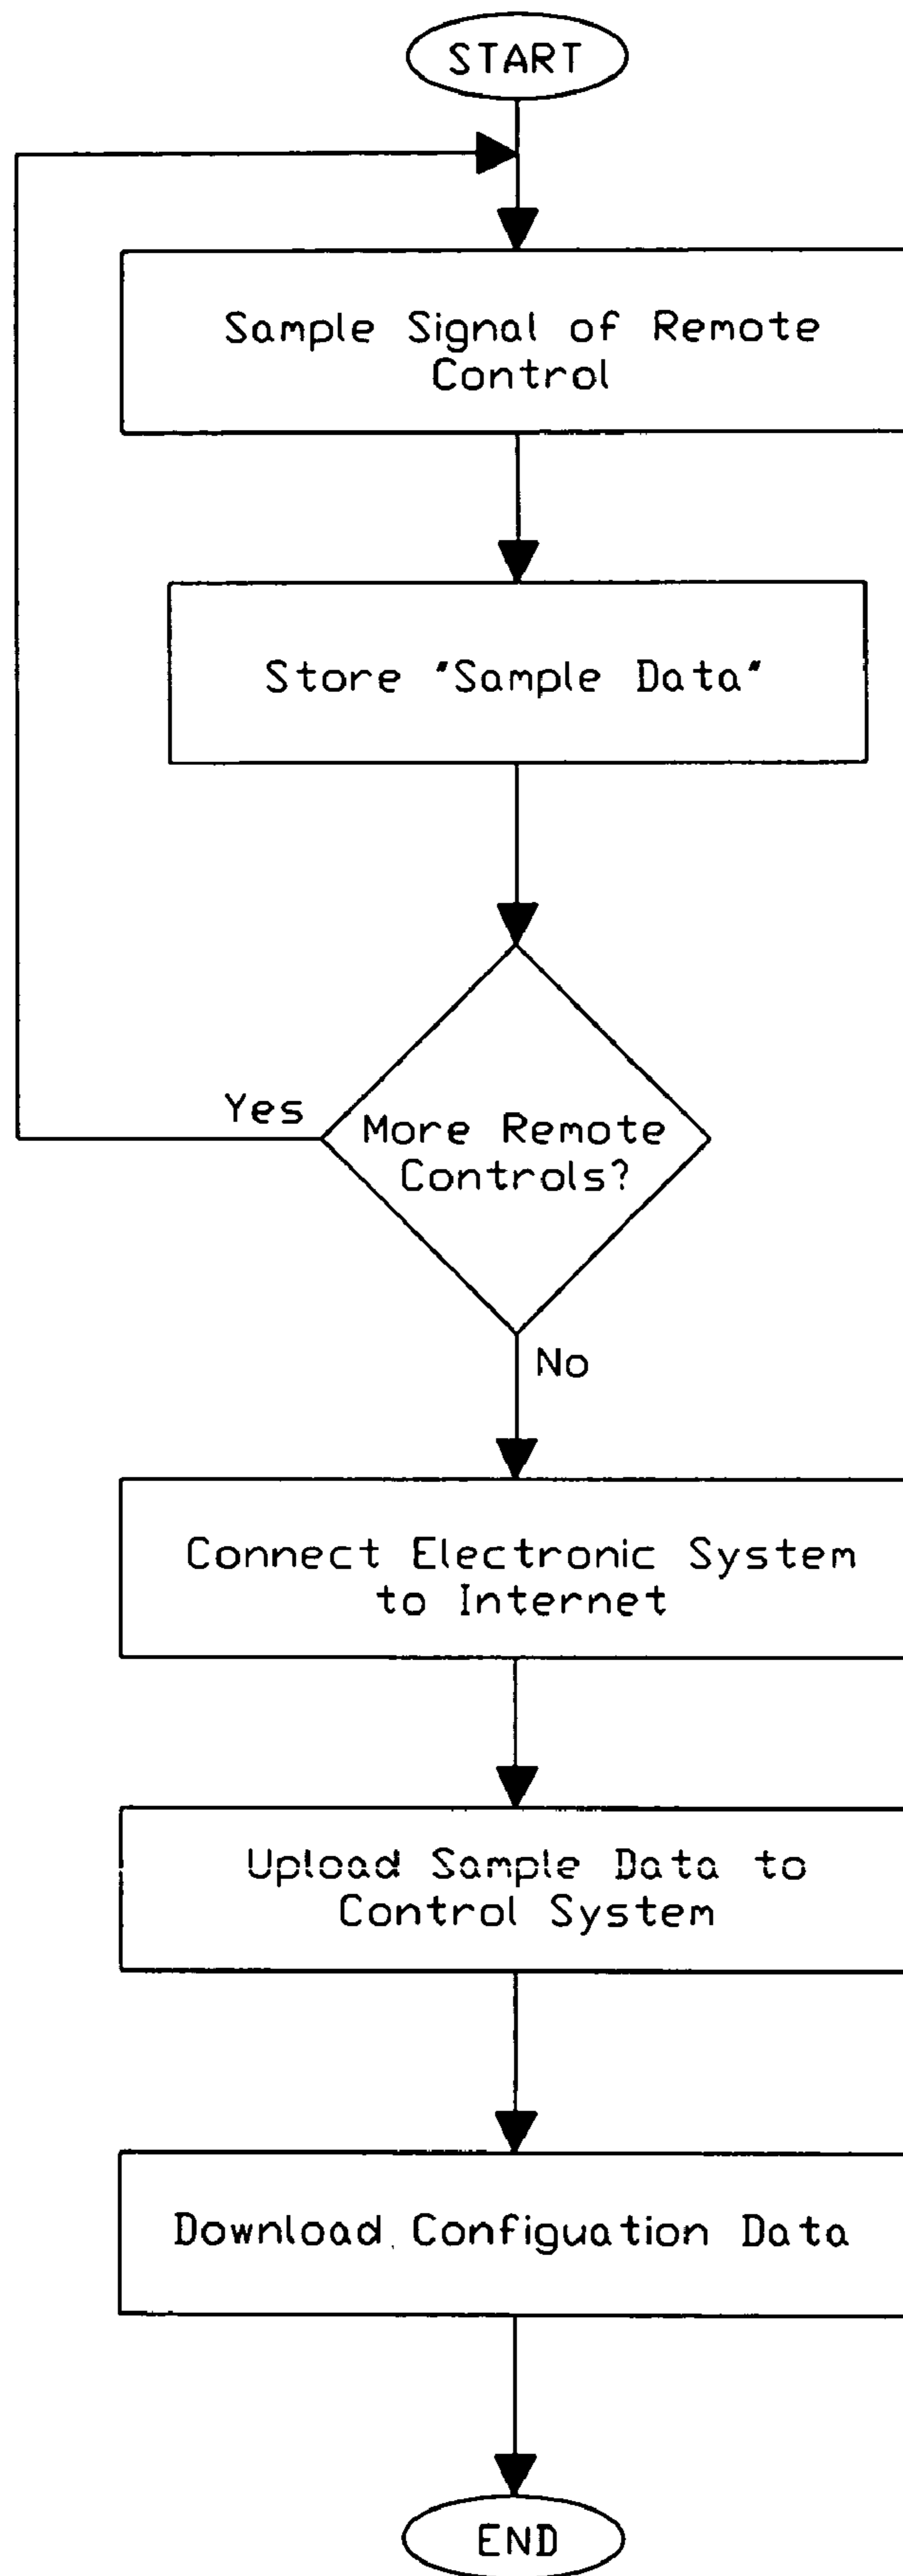 START
Sample Signal of Remote
Control
Store "Sample Data"
Yes
More Remote
Controls?
No
Connect Electronic System
to Internet
Upload Sample Data to
Control System
Download Configuation Data
END